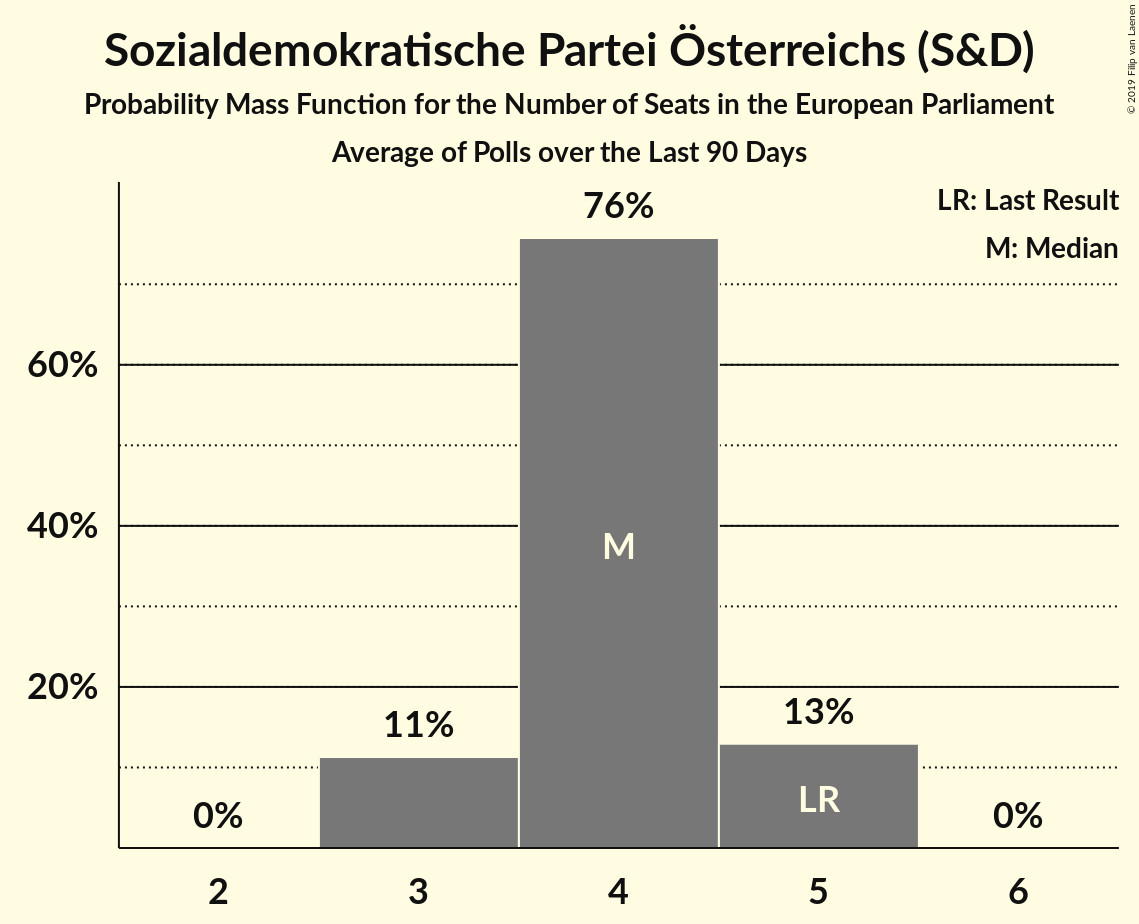 Sozialdemokratische Partei Österreichs (S&D)
Probability Mass Function for the Number of Seats in the European Parliament
Average of Polls over the Last 90 Days
© 2019 Filip van Laenen
LR: Last Result
M: Median
76%
60%
40%
M
20%
11%
13%
LR
0%
0%
2 3 4 5 6